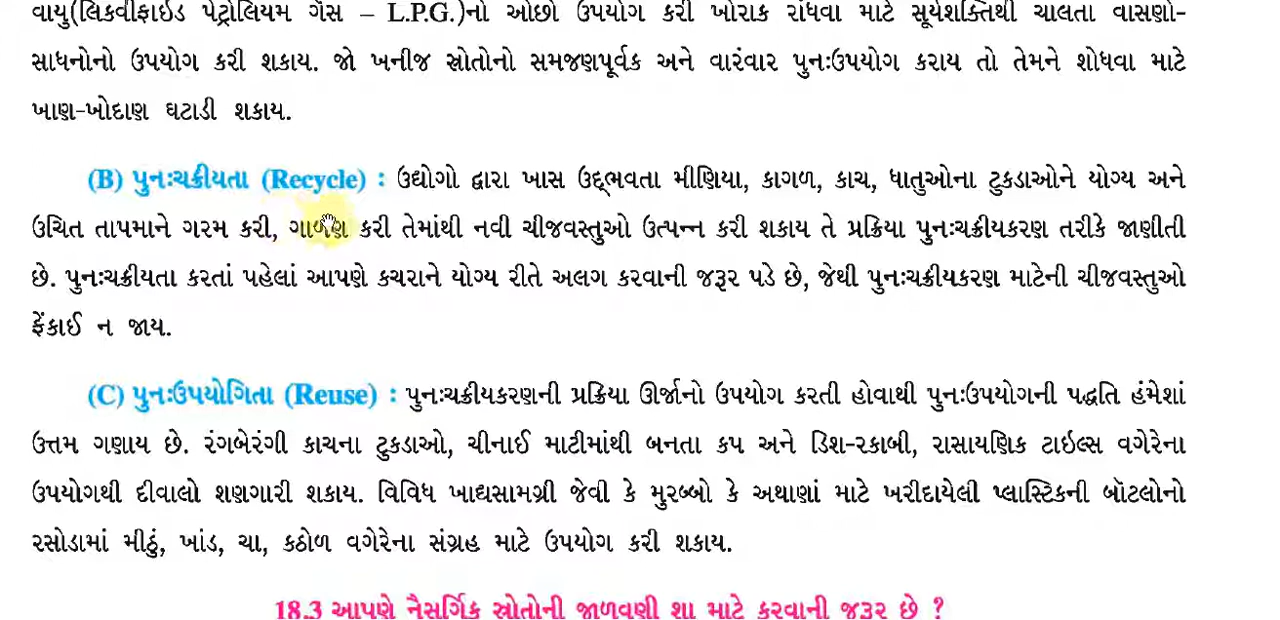 વાયુ(લિકવીફાઇડ પેટ્રોલિયમ ગૅસ – L.P.G.)નો ઓછો ઉપયોગ કરી ખોરાક રાંધવા માટે સૂર્યશક્તિથી ચાલતા વાસણો-
સાધનોનો ઉપયોગ કરી શકાય. જો ખનીજ સ્રોતોનો સમજણપૂર્વક અને વારંવાર પુનઃઉપયોગ કરાય તો તેમને શોધવા માટે
ખાણ-ખોદાણ ઘટાડી શકાય.
(B) પુનઃચક્રીયતા (Recycle) : ઉદ્યોગો દ્વારા ખાસ ઉદ્ભવતા મીણિયા, કાગળ, કાચ, ધાતુઓના ટુકડાઓને યોગ્ય અને
ઉચિત તાપમાને ગરમ કરી, ગાળણ કરી તેમાંથી નવી ચીજવસ્તુઓ ઉત્પન્ન કરી શકાય તે પ્રક્રિયા પુનઃચક્રીયકરણ તરીકે જાણીતી
છે. પુનઃચક્રીયતા કરતાં પહેલાં આપણે કચરાને યોગ્ય રીતે અલગ કરવાની જરૂર પડે છે, જેથી પુનઃચક્રીયકરણ માટેની ચીજવસ્તુઓ
ફેંકાઈ ન જાય.
(C) પુનઃઉપયોગિતા (Reuse) : પુનઃચક્રીયકરણની પ્રક્રિયા ઊર્જાનો ઉપયોગ કરતી હોવાથી પુનઃઉપયોગની પદ્ધતિ હંમેશાં
ઉત્તમ ગણાય છે. રંગબેરંગી કાચના ટુકડાઓ, ચીનાઈ માટીમાંથી બનતા કપ અને ડિશ-રકાબી, રાસાયણિક ટાઇલ્સ વગેરેના
ઉપયોગથી દીવાલો શણગારી શકાય. વિવિધ ખાદ્યસામગ્રી જેવી કે મુરબ્બો કે અથાણાં માટે ખરીદાયેલી પ્લાસ્ટિકની બૉટલોનો
રસોડામાં મીઠું, ખાંડ, ચા, કઠોળ વગેરેના સંગ્રહ માટે ઉપયોગ કરી શકાય.
18.3 આપણે નૈસર્ગિક સ્રોતોની જાળવણી શા માટે કરવાની જરૂર છે ?